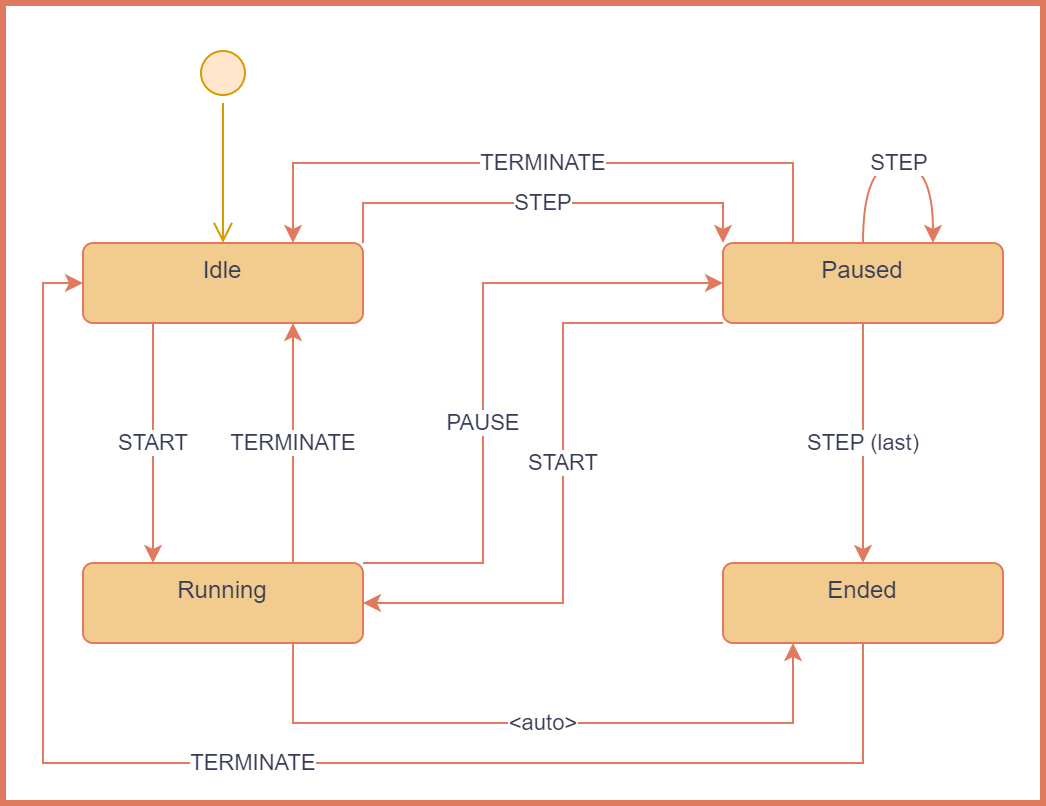 TERMINATE
STEP
STEP
Idle
Paused
PAUSE
START
TERMINATE
STEP (last)
START
Running
Ended
<auto>
TERMINATE